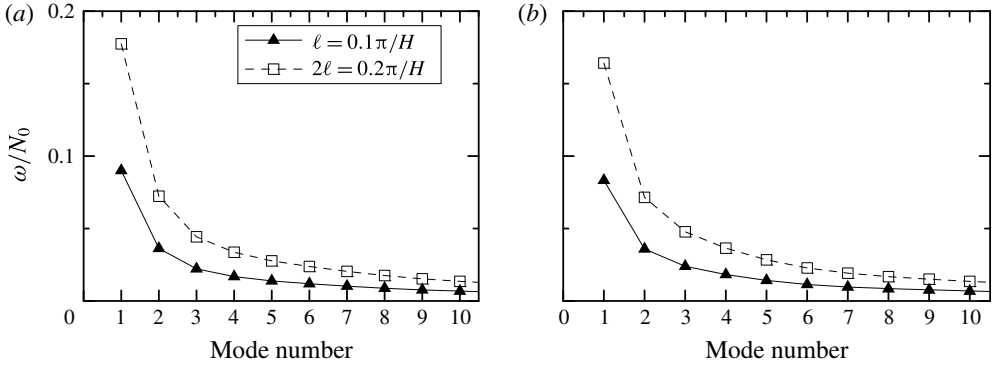 (a)
0.2
ℓ = 0.1π/H
2ℓ = 0.2π/H
0.1
ω/N₀
0 1 2 3 4 5 6 7 8 9 10
Mode number
(b)
0 1 2 3 4 5 6 7 8 9 10
Mode number